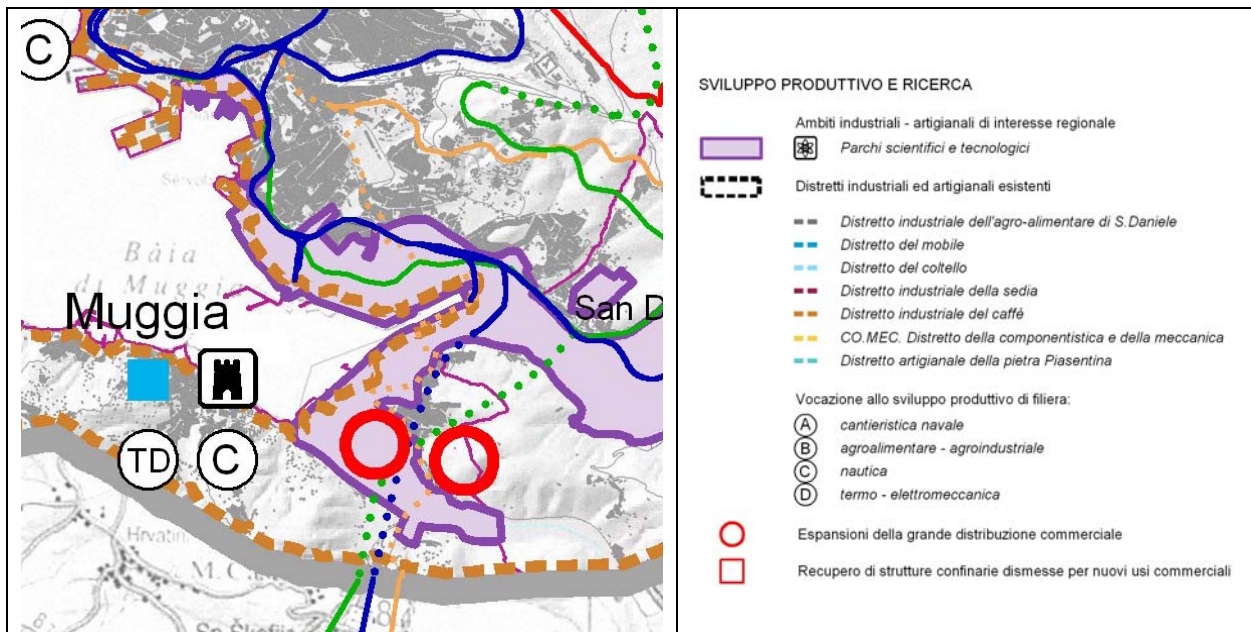 C
Bàia
di Muggia
Muggia
San D
TD
C
Hrvatini
SVILUPPO PRODUTTIVO E RICERCA
Ambiti industriali - artigianali di interesse regionale
Parchi scientifici e tecnologici
Distretti industriali ed artigianali esistenti
Distretto industriale dell'agro-alimentare di S.Daniele
Distretto del mobile
Distretto del coltello
Distretto industriale della sedia
Distretto industriale del caffè
CO.MEC. Distretto della componentistica e della meccanica
Distretto artigianale della pietra Piasentina
Vocazione allo sviluppo produttivo di filiera:
A cantieristica navale
B agroalimentare - agroindustriale
C nautica
D termo - elettromeccanica
Espansioni della grande distribuzione commerciale
Recupero di strutture confinarie dismesse per nuovi usi commerciali